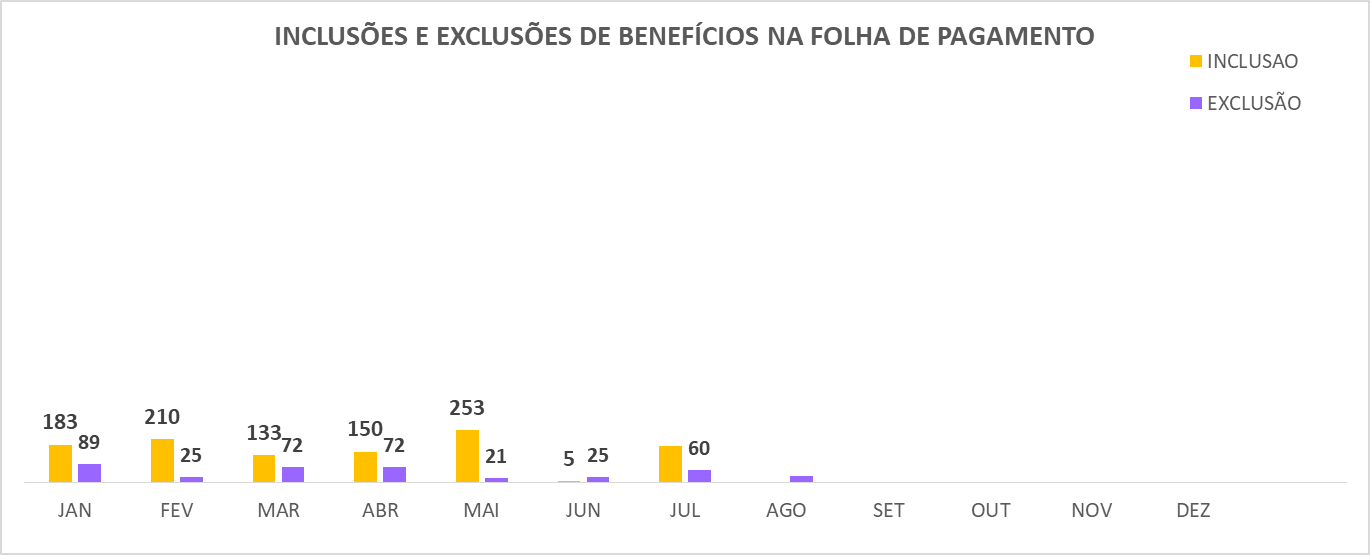 INCLUSÕES E EXCLUSÕES DE BENEFÍCIOS NA FOLHA DE PAGAMENTO
INCLUSAO
EXCLUSÃO
183 89 210 25 133 72 150 72 253 21 5 25 60
JAN FEV MAR ABR MAI JUN JUL AGO SET OUT NOV DEZ